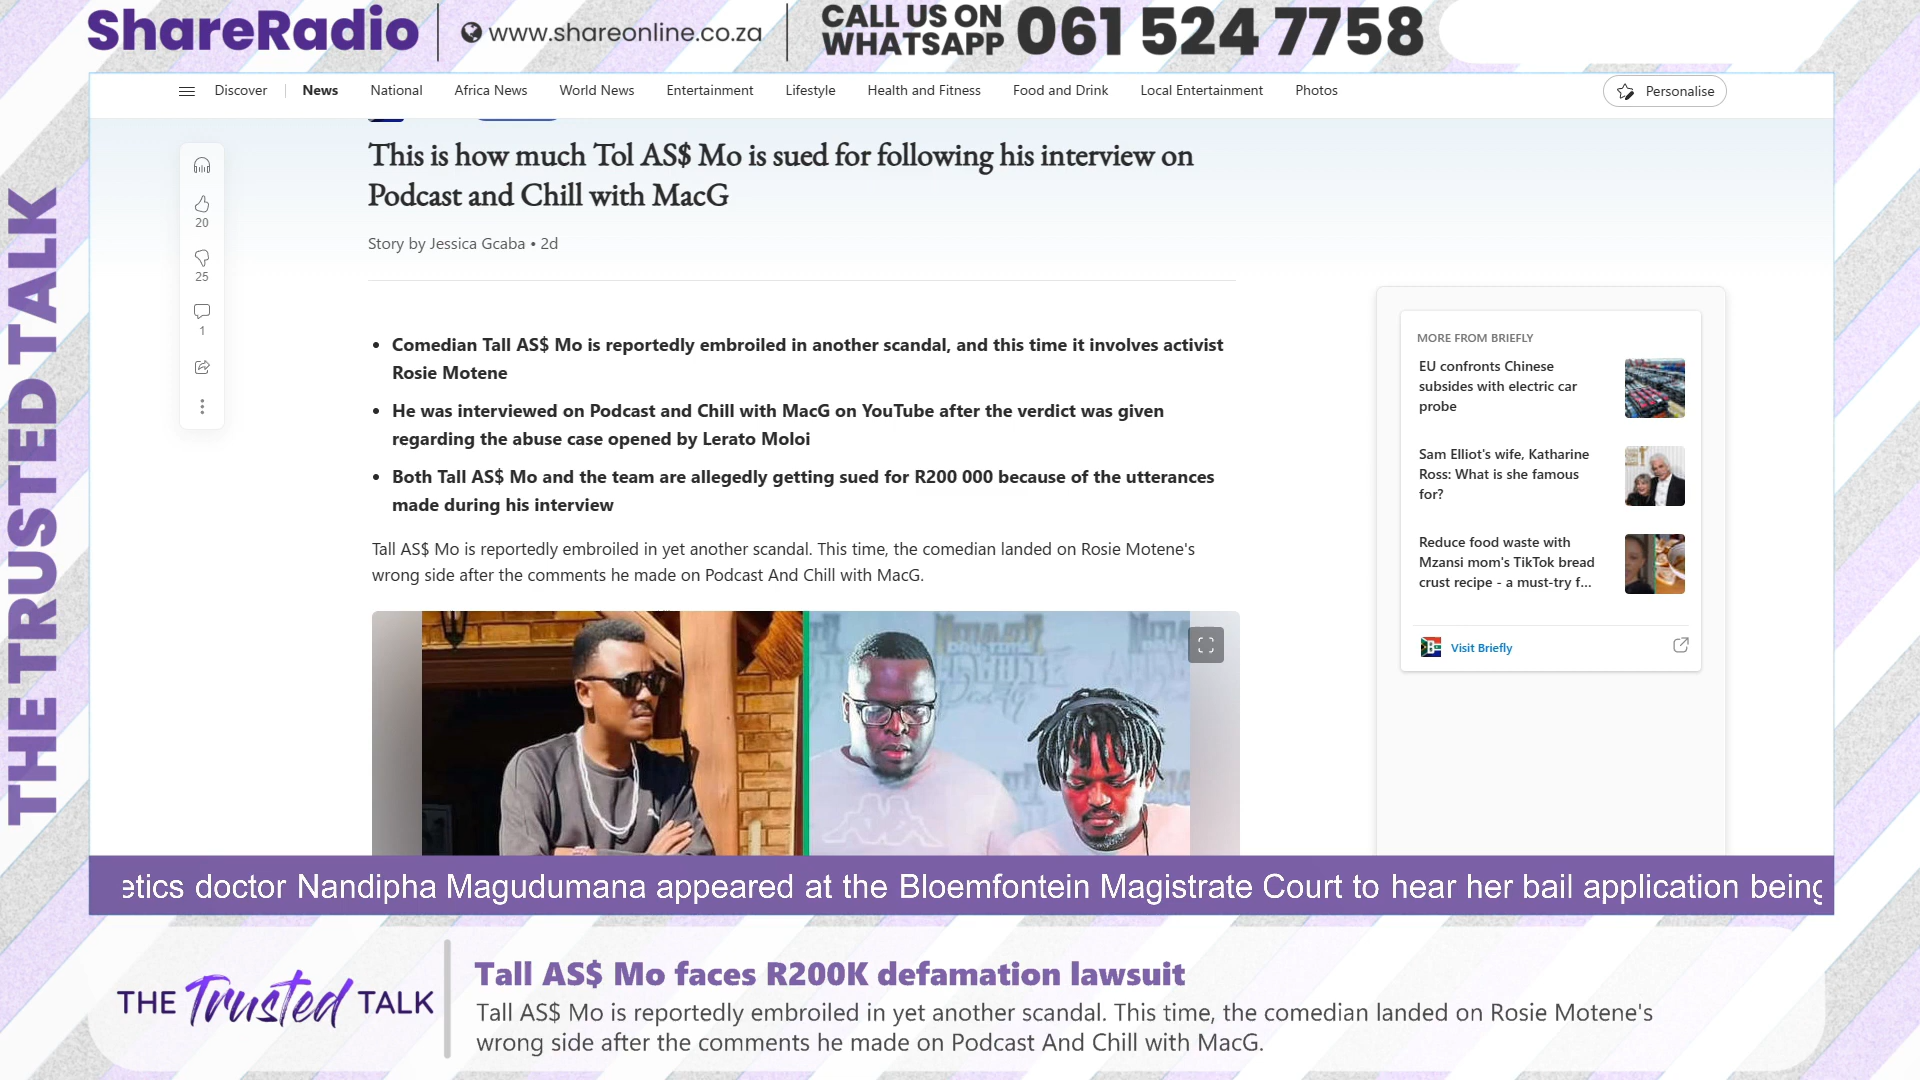 ShareRadio
www.shareonline.co.za
CALL US ON
WHATSAPP
061 524 7758
Discover
News
National
Africa News
World News
Entertainment
Lifestyle
Health and Fitness
Food and Drink
Local Entertainment
Photos
Personalise
THE TRUSTED TALK
20
25
1
This is how much Tol AS$ Mo is sued for following his interview on
Podcast and Chill with MacG
Story by Jessica Gcaba • 2d
• Comedian Tall AS$ Mo is reportedly embroiled in another scandal, and this time it involves activist
Rosie Motene
• He was interviewed on Podcast and Chill with MacG on YouTube after the verdict was given
regarding the abuse case opened by Lerato Moloi
• Both Tall AS$ Mo and the team are allegedly getting sued for R200 000 because of the utterances
made during his interview
Tall AS$ Mo is reportedly embroiled in yet another scandal. This time, the comedian landed on Rosie Motene's
wrong side after the comments he made on Podcast And Chill with MacG.
MORE FROM BRIEFLY
EU confronts Chinese
subsides with electric car
probe
Sam Elliot's wife, Katharine
Ross: What is she famous
for?
Reduce food waste with
Mzansi mom's TikTok bread
crust recipe - a must-try f...
Visit Briefly
etics doctor Nandipha Magudumana appeared at the Bloemfontein Magistrate Court to hear her bail application being
THE Trusted TALK
Tall AS$ Mo faces R200K defamation lawsuit
Tall AS$ Mo is reportedly embroiled in yet another scandal. This time, the comedian landed on Rosie Motene's
wrong side after the comments he made on Podcast And Chill with MacG.